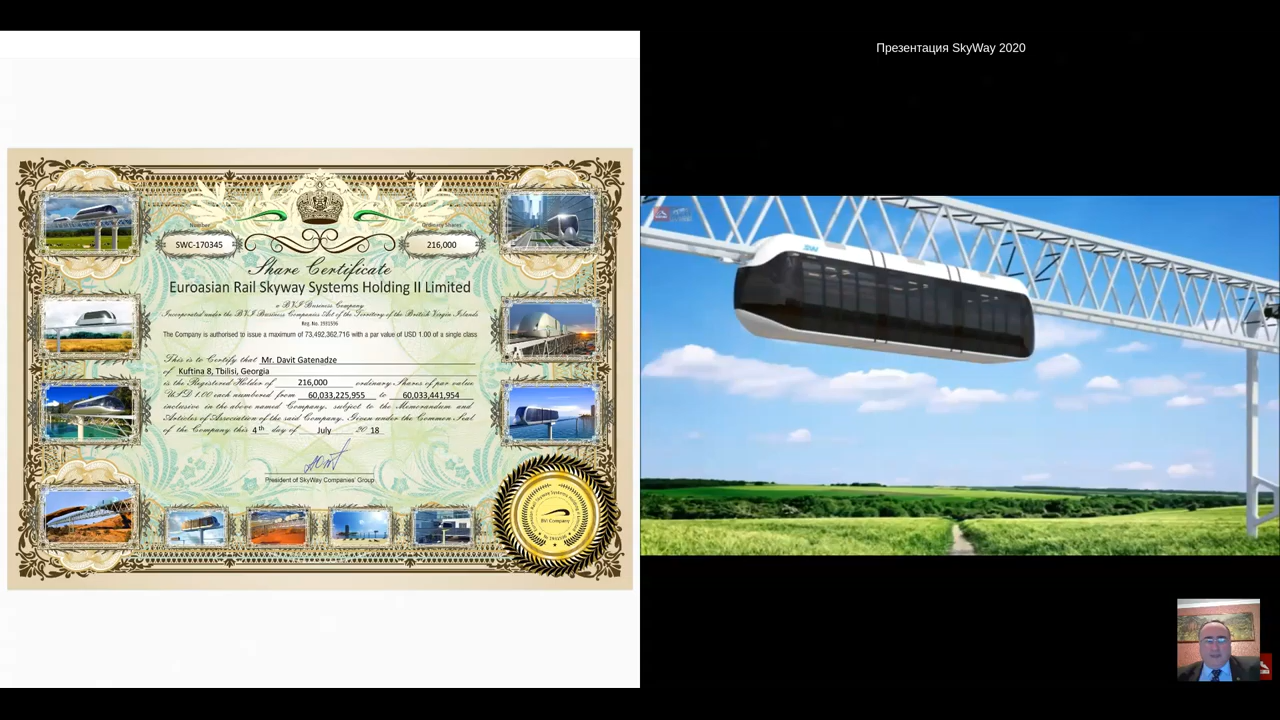 Презентация SkyWay 2020
Number
Ordinary Shares
SWC-170345
216,000
Share Certificate
Euroasian Rail Skyway Systems Holding II Limited
a BVI Business Company
Incorporated under the BVI Business Companies Act of the Territory of the British Virgin Islands
The Company is authorised to issue a maximum of 73,492,362,716 with a par value of USD 1.00 of a single class
This is to Certify that Mr. Davit Gatenadze
of Kuftina 8, Tbilisi, Georgia
is the Registered Holder of 216,000 ordinary Shares of par value
USD 1.00 each numbered from 60,033,225,955 to 60,033,441,954
inclusive in the above named Company, subject to the Memorandum and
Articles of Association of the said Company. Given under the Common Seal
of the Company this 4th day of July 2018
President of SkyWay Companies' Group
BVI Company